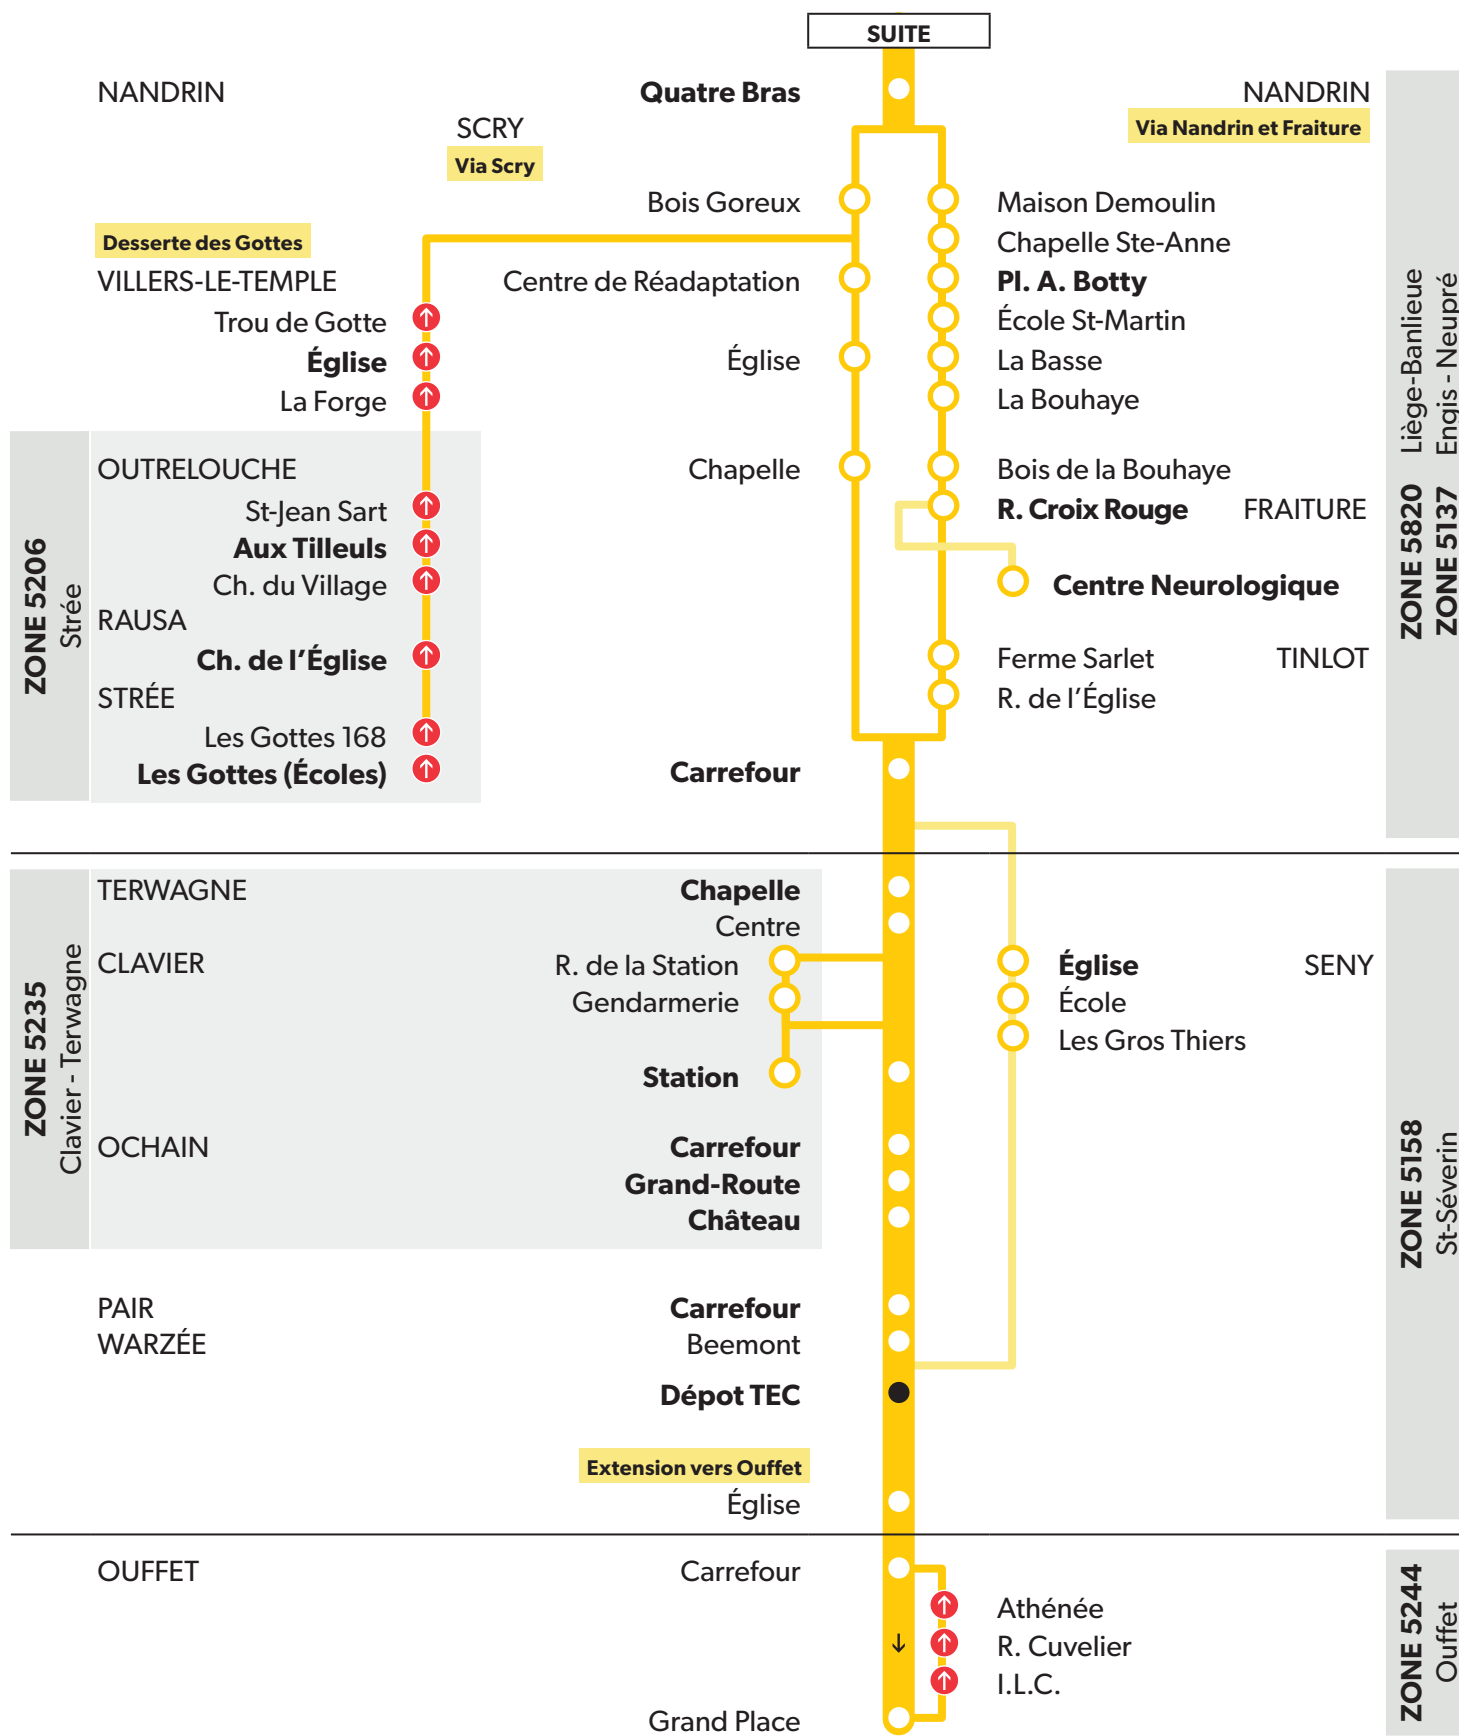 SUITE
NANDRIN
Quatre Bras
NANDRIN
SCRY
Via Nandrin et Fraiture
Via Scry
Bois Goreux
Maison Demoulin
Desserte des Gottes
Chapelle Ste-Anne
VILLERS-LE-TEMPLE
Centre de Réadaptation
Pl. A. Botty
Trou de Gotte
École St-Martin
Église
Église
La Basse
La Forge
La Bouhaye
OUTRELOUCHE
Chapelle
Bois de la Bouhaye
St-Jean Sart
R. Croix Rouge
FRAITURE
Aux Tilleuls
Ch. du Village
Centre Neurologique
RAUSA
Ch. de l'Église
Ferme Sarlet
TINLOT
STRÉE
R. de l'Église
Les Gottes 168
Les Gottes (Écoles)
Carrefour
ZONE 5206
Strée
ZONE 5820 Liège-Banlieue
ZONE 5137 Engis - Neupré
TERWAGNE
Chapelle
Centre
CLAVIER
R. de la Station
Église
SENY
Gendarmerie
École
Les Gros Thiers
Station
OCHAIN
Carrefour
Grand-Route
Château
ZONE 5235
Clavier - Terwagne
ZONE 5158
St-Séverin
PAIR
Carrefour
WARZÉE
Beemont
Dépot TEC
Extension vers Ouffet
Église
OUFFET
Carrefour
Athénée
R. Cuvelier
I.L.C.
Grand Place
ZONE 5244
Ouffet